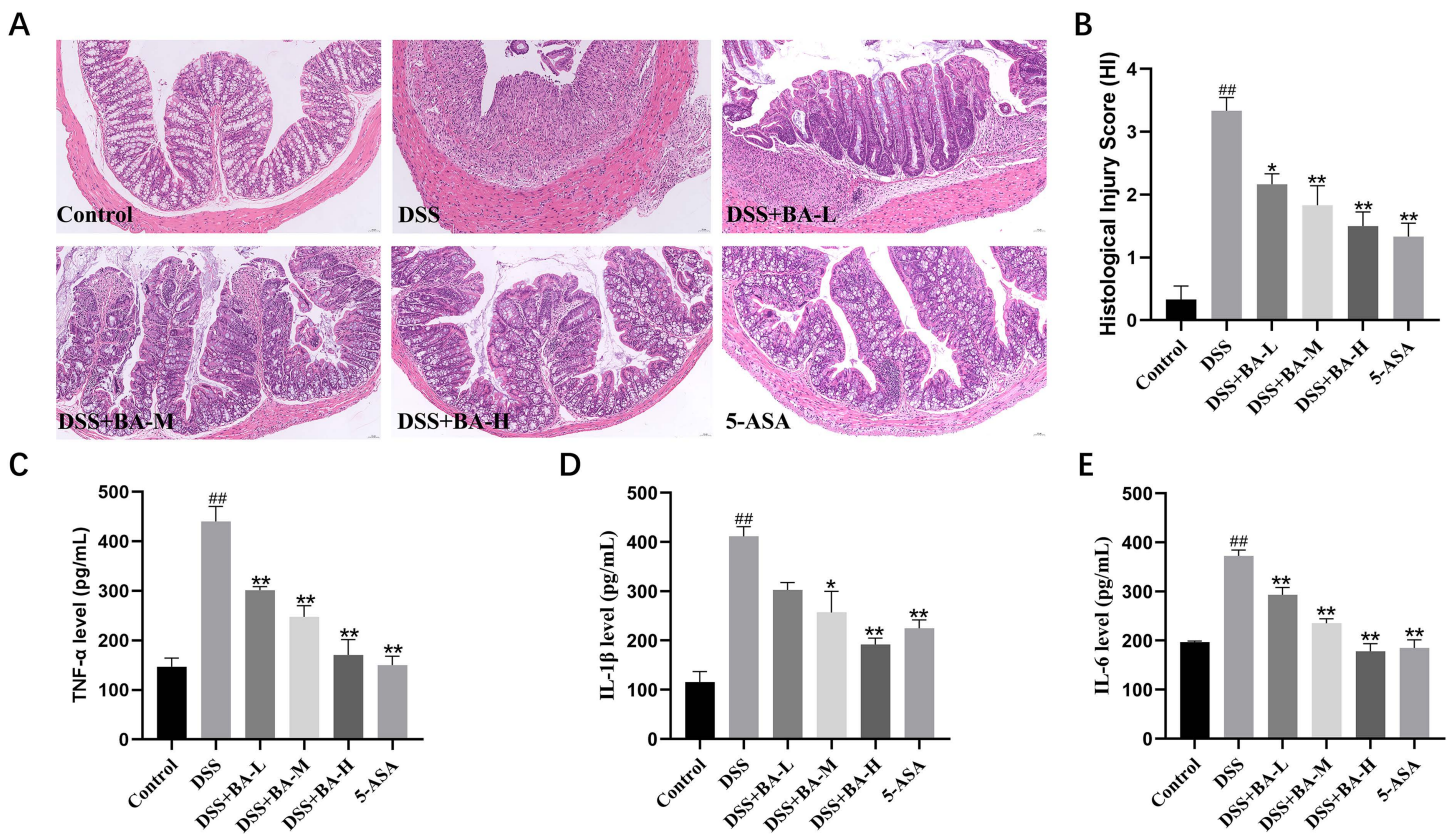 A
Control
DSS
DSS+BA-L
DSS+BA-M
DSS+BA-H
5-ASA
B
Histological Injury Score (HI)
4
3
2
1
0
##
*
**
**
**
Control
DSS
DSS+BA-L
DSS+BA-M
DSS+BA-H
5-ASA
C
TNF-α level (pg/mL)
500
400
300
200
100
0
##
**
**
**
**
Control
DSS
DSS+BA-L
DSS+BA-M
DSS+BA-H
5-ASA
D
IL-1β level (pg/mL)
500
400
300
200
100
0
##
*
**
**
Control
DSS
DSS+BA-L
DSS+BA-M
DSS+BA-H
5-ASA
E
IL-6 level (pg/mL)
500
400
300
200
100
0
##
**
**
**
**
Control
DSS
DSS+BA-L
DSS+BA-M
DSS+BA-H
5-ASA